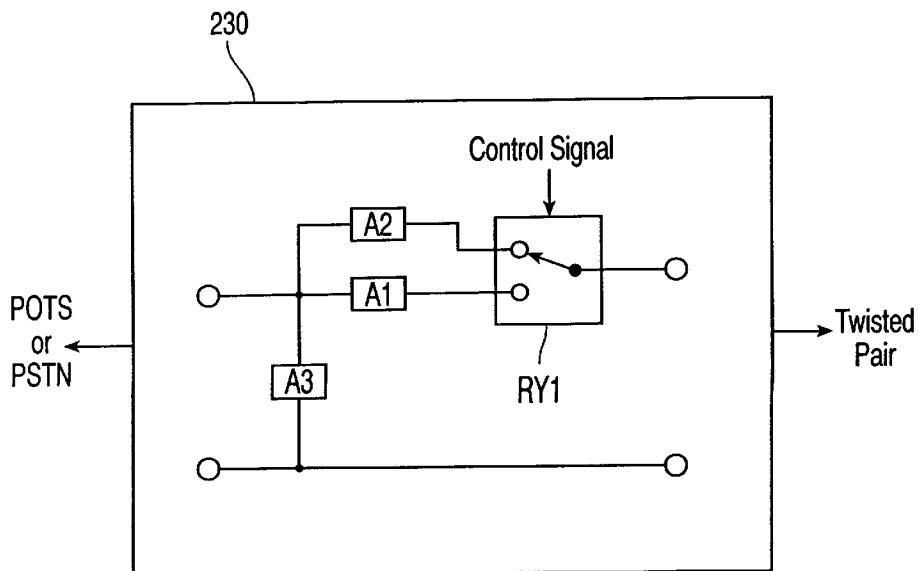 230
Control Signal
A2
A1
POTS
or
PSTN
Twisted
Pair
A3
RY1